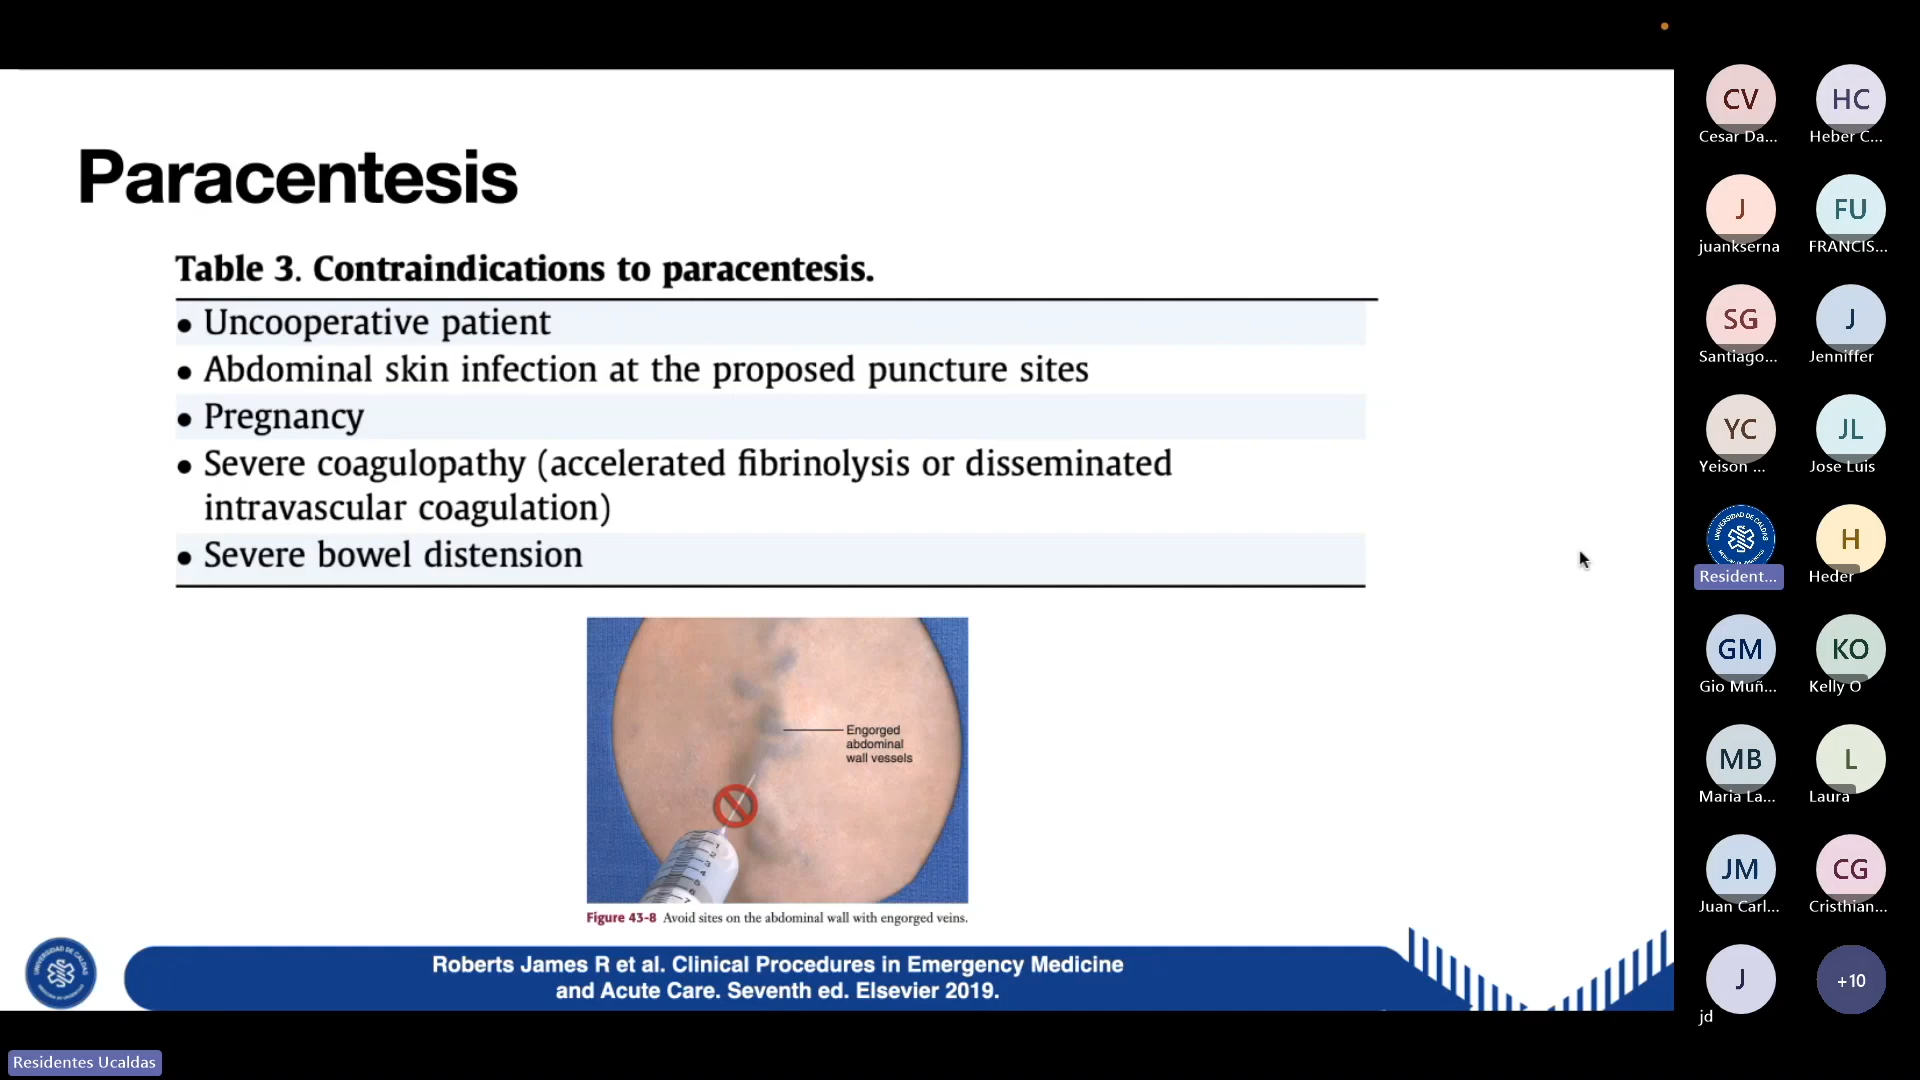 Paracentesis
Table 3. Contraindications to paracentesis.
• Uncooperative patient
• Abdominal skin infection at the proposed puncture sites
• Pregnancy
• Severe coagulopathy (accelerated fibrinolysis or disseminated
intravascular coagulation)
• Severe bowel distension
Engorged
abdominal
wall vessels
Figure 43-8 Avoid sites on the abdominal wall with engorged veins.
Roberts James R et al. Clinical Procedures in Emergency Medicine
and Acute Care. Seventh ed. Elsevier 2019.
Residentes Ucaldas
CV
Cesar Da...
HC
Heber C...
J
juankserna
FU
FRANCIS...
SG
Santiago...
J
Jenniffer
YC
Yeison ...
JL
Jose Luis
UNIVERSIDAD DE CALDAS
Resident...
H
Heder
GM
Gio Muñ...
KO
Kelly O
MB
Maria La...
L
Laura
JM
Juan Carl...
CG
Cristhian...
J
jd
+10